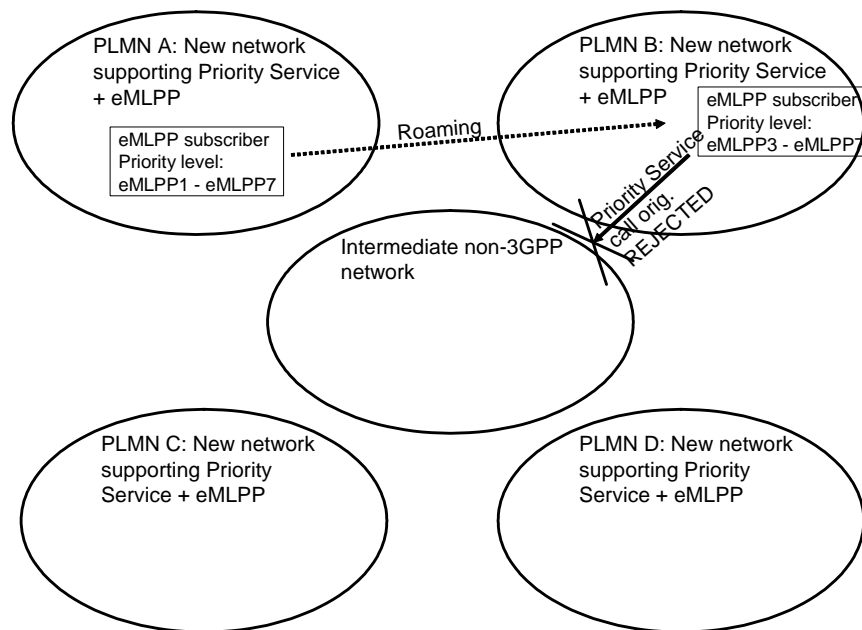 PLMN A: New network
supporting Priority Service
+ eMLPP
PLMN B: New network
supporting Priority Service
+ eMLPP
eMLPP subscriber
Priority level:
eMLPP1 - eMLPP7
Roaming
eMLPP subscriber
Priority level:
eMLPP3 - eMLPP7
Priority Service
call orig.
REJECTED
Intermediate non-3GPP
network
PLMN C: New network
supporting Priority
Service + eMLPP
PLMN D: New network
supporting Priority
Service + eMLPP